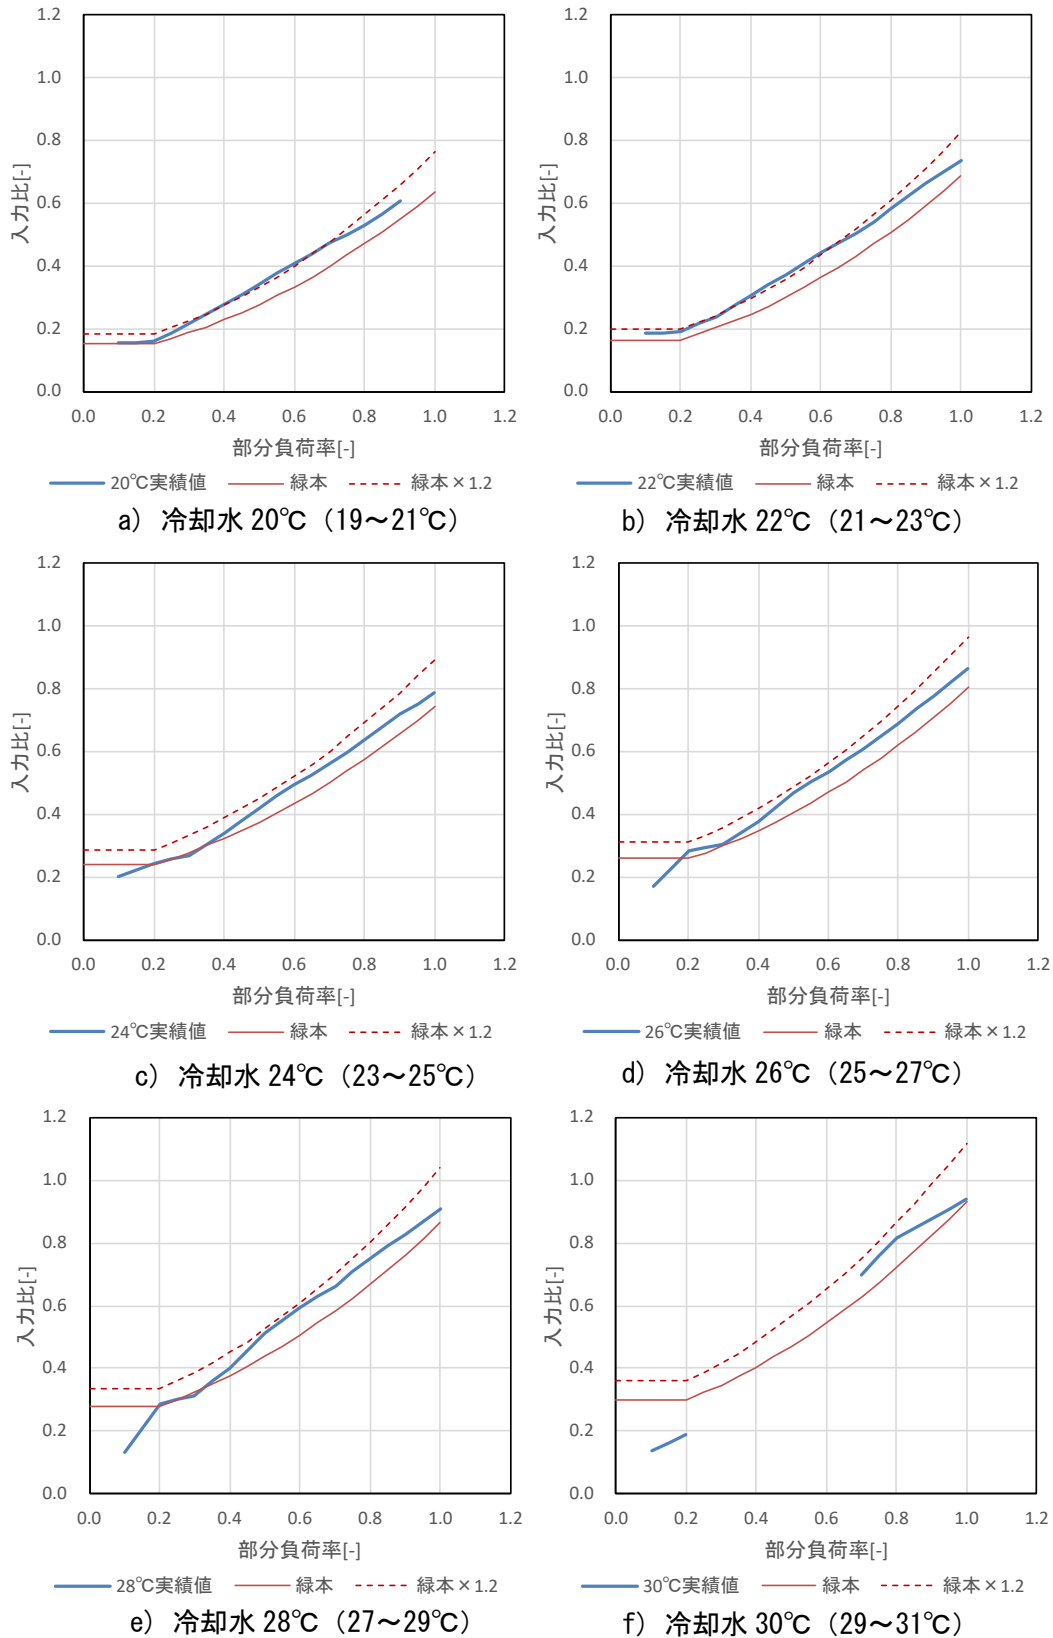 1.2
1.0
0.8
0.6
0.4
0.2
0.0
入力比[-]
0.0 0.2 0.4 0.6 0.8 1.0 1.2
部分負荷率[-]
20℃実績値 緑本 緑本×1.2
a) 冷却水 20℃（19～21℃）
1.2
1.0
0.8
0.6
0.4
0.2
0.0
入力比[-]
0.0 0.2 0.4 0.6 0.8 1.0 1.2
部分負荷率[-]
22℃実績値 緑本 緑本×1.2
b) 冷却水 22℃（21～23℃）
1.2
1.0
0.8
0.6
0.4
0.2
0.0
入力比[-]
0.0 0.2 0.4 0.6 0.8 1.0 1.2
部分負荷率[-]
24℃実績値 緑本 緑本×1.2
c) 冷却水 24℃（23～25℃）
1.2
1.0
0.8
0.6
0.4
0.2
0.0
入力比[-]
0.0 0.2 0.4 0.6 0.8 1.0 1.2
部分負荷率[-]
26℃実績値 緑本 緑本×1.2
d) 冷却水 26℃（25～27℃）
1.2
1.0
0.8
0.6
0.4
0.2
0.0
入力比[-]
0.0 0.2 0.4 0.6 0.8 1.0 1.2
部分負荷率[-]
28℃実績値 緑本 緑本×1.2
e) 冷却水 28℃（27～29℃）
1.2
1.0
0.8
0.6
0.4
0.2
0.0
入力比[-]
0.0 0.2 0.4 0.6 0.8 1.0 1.2
部分負荷率[-]
30℃実績値 緑本 緑本×1.2
f) 冷却水 30℃（29～31℃）